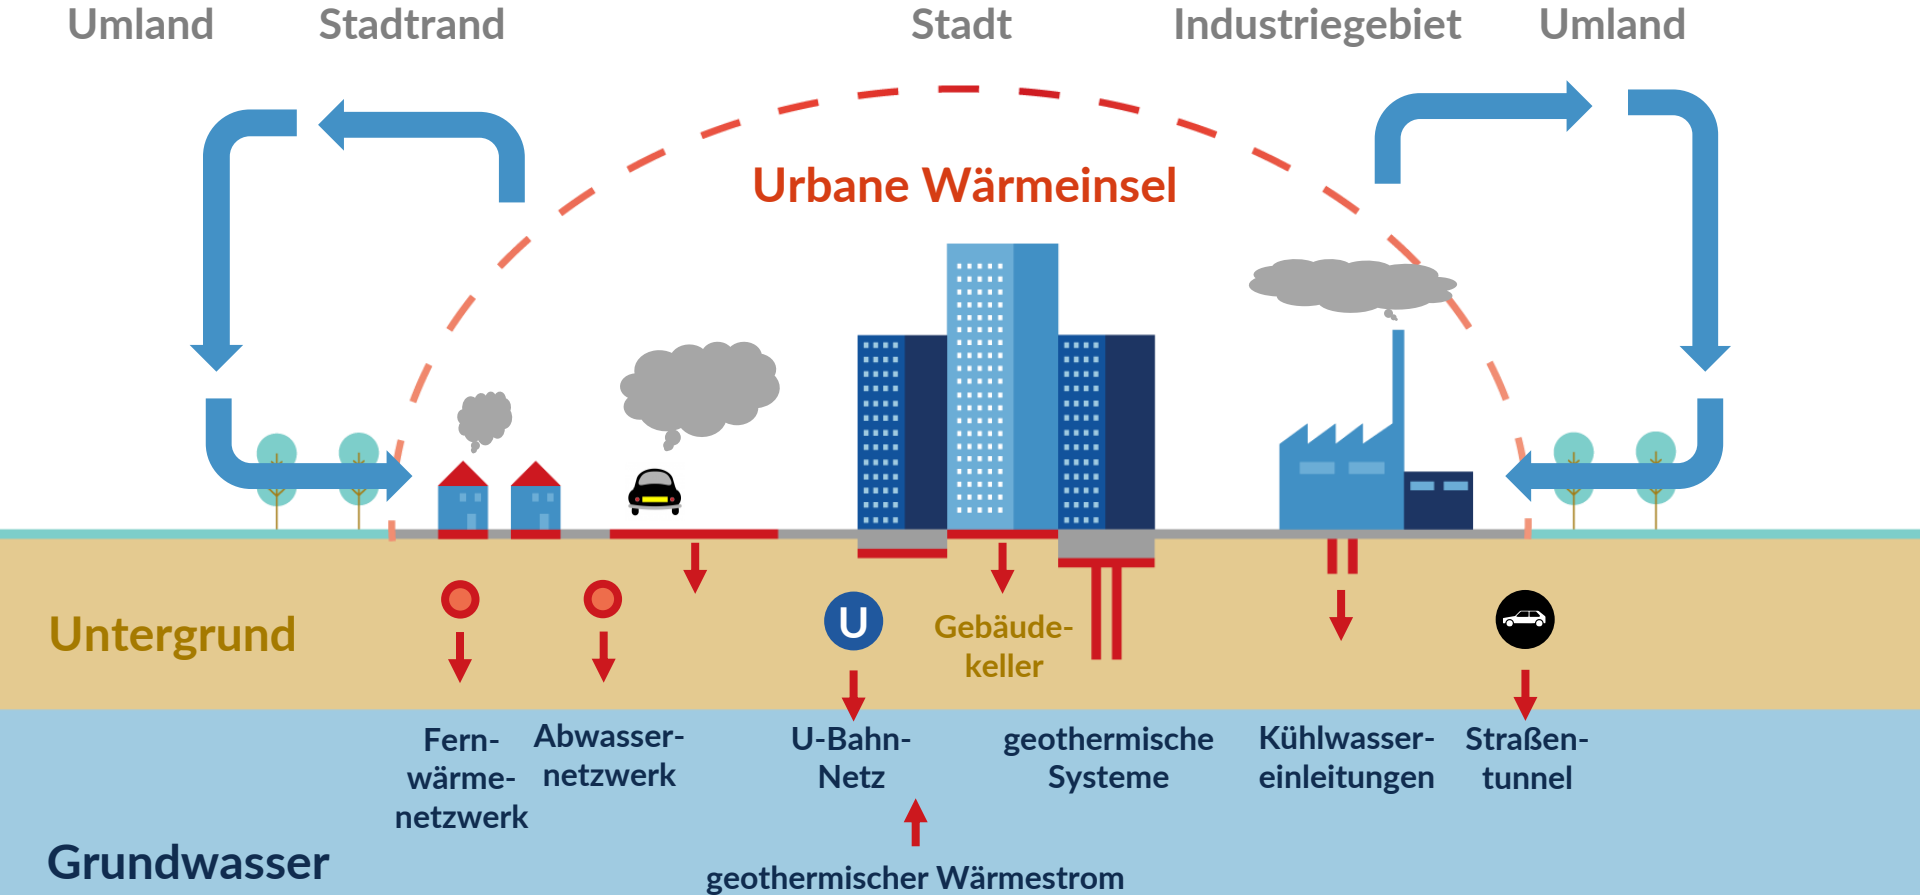 Umland
Stadtrand
Stadt
Industriegebiet
Umland
Urbane Wärmeinsel
Untergrund
U
Gebäude-
keller
Fern-
wärme-
netzwerk
Abwasser-
netzwerk
U-Bahn-
Netz
geothermische
Systeme
Kühlwasser-
einleitungen
Straßen-
tunnel
Grundwasser
geothermischer Wärmestrom